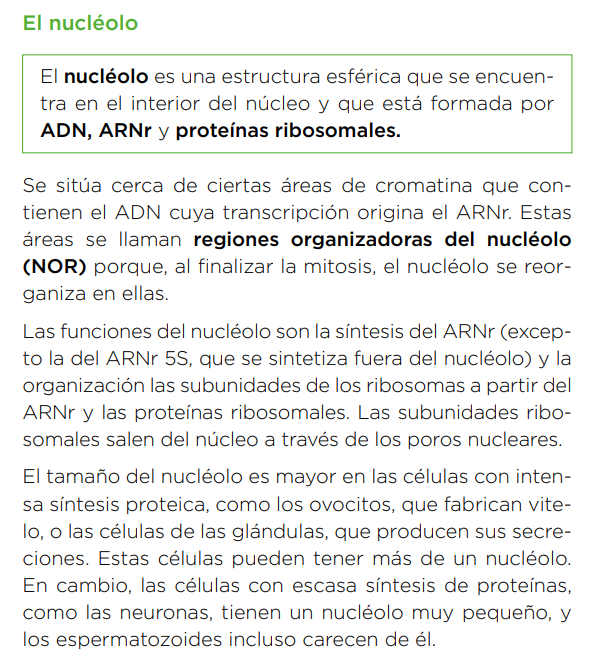 El nucléolo
El nucléolo es una estructura esférica que se encuen-
tra en el interior del núcleo y que está formada por
ADN, ARNr y proteínas ribosomales.
Se sitúa cerca de ciertas áreas de cromatina que con-
tienen el ADN cuya transcripción origina el ARNr. Estas
áreas se llaman regiones organizadoras del nucléolo
(NOR) porque, al finalizar la mitosis, el nucléolo se reor-
ganiza en ellas.
Las funciones del nucléolo son la síntesis del ARNr (excep-
to la del ARNr 5S, que se sintetiza fuera del nucléolo) y la
organización las subunidades de los ribosomas a partir del
ARNr y las proteínas ribosomales. Las subunidades ribo-
somales salen del núcleo a través de los poros nucleares.
El tamaño del nucléolo es mayor en las células con inten-
sa síntesis proteica, como los ovocitos, que fabrican vite-
lo, o las células de las glándulas, que producen sus secre-
ciones. Estas células pueden tener más de un nucléolo.
En cambio, las células con escasa síntesis de proteínas,
como las neuronas, tienen un nucléolo muy pequeño, y
los espermatozoides incluso carecen de él.